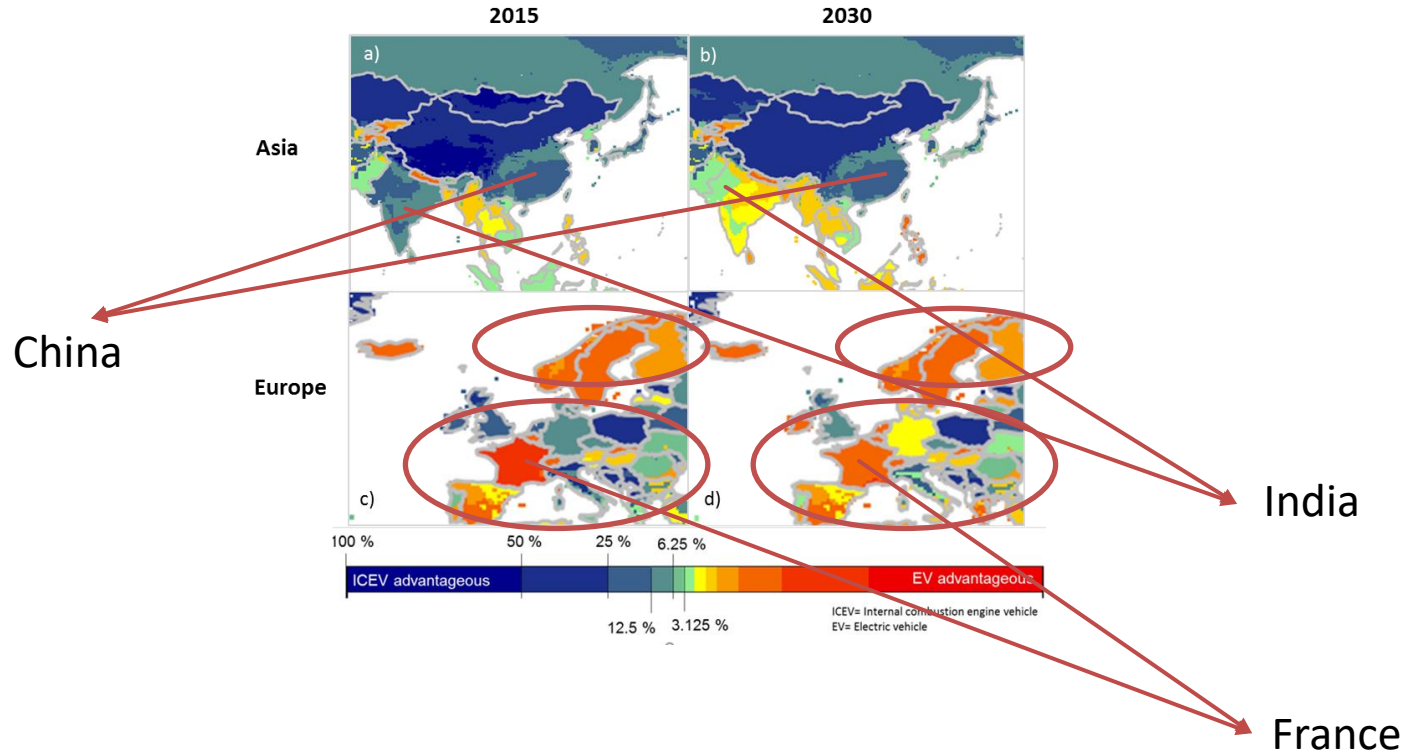 2015
2030
a)
b)
Asia
China
Europe
c)
d)
India
100 %
50 %
25 %
6.25 %
ICEV advantageous
EV advantageous
12.5 %
3.125 %
ICEV= Internal combustion engine vehicle
EV= Electric vehicle
France